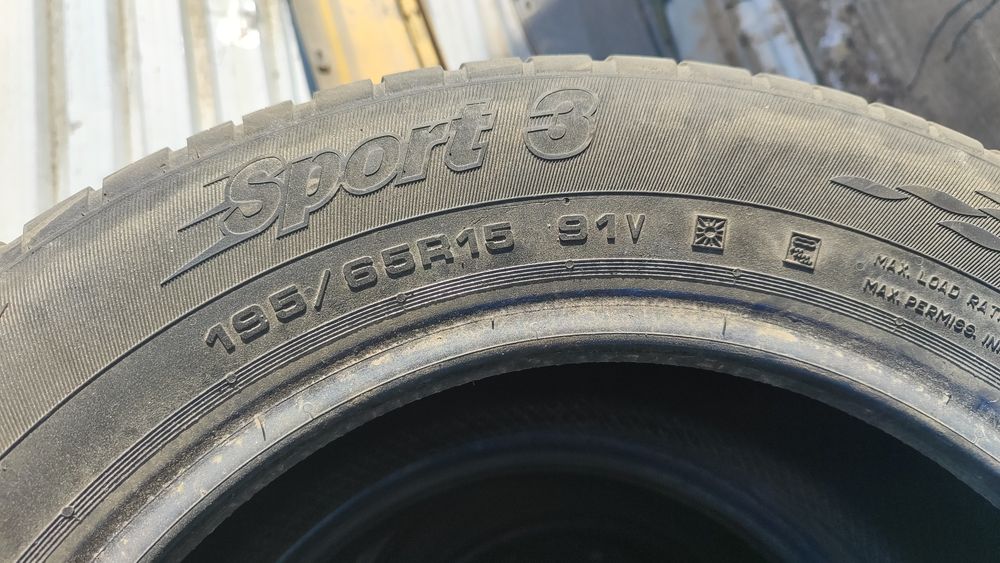 Sport 3
195/65R15 91V
MAX. LOAD RAT
MAX. PERMISS. IN